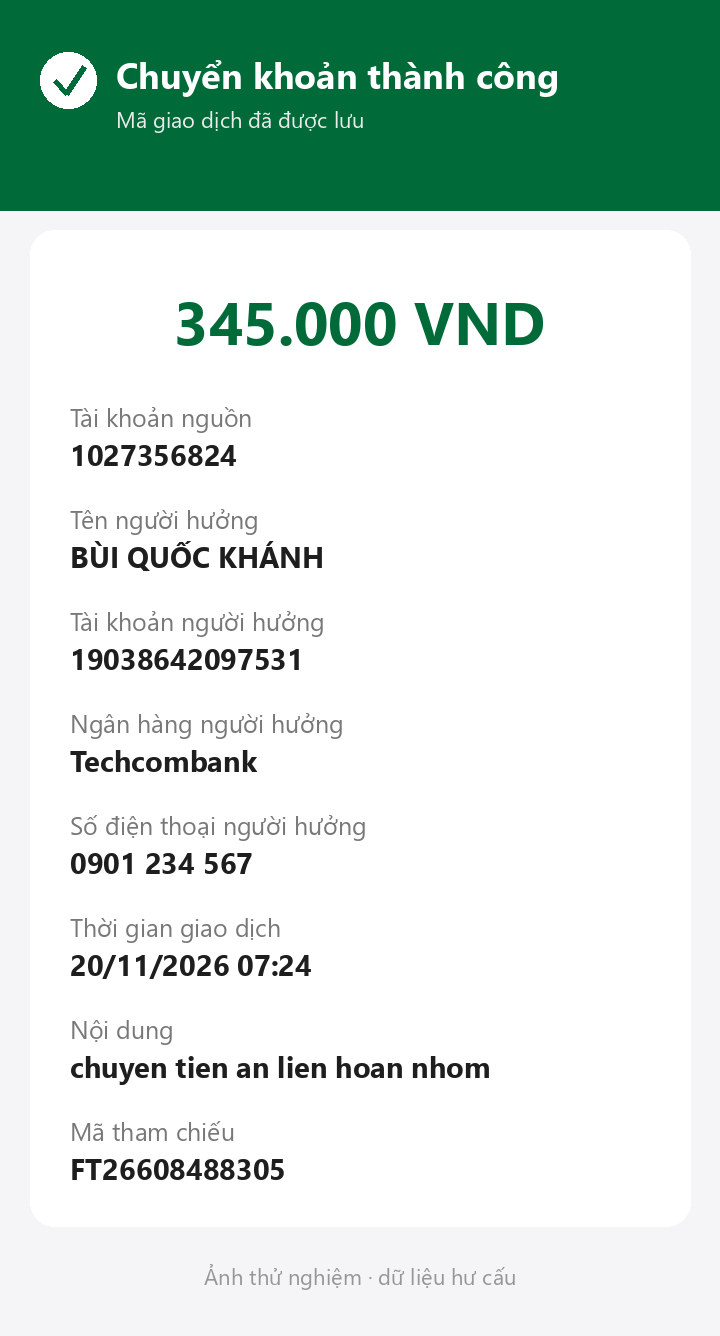 Chuyển khoản thành công
Mã giao dịch đã được lưu
345.000 VND
Tài khoản nguồn
1027356824
Tên người hưởng
BÙI QUỐC KHÁNH
Tài khoản người hưởng
19038642097531
Ngân hàng người hưởng
Techcombank
Số điện thoại người hưởng
0901 234 567
Thời gian giao dịch
20/11/2026 07:24
Nội dung
chuyen tien an lien hoan nhom
Mã tham chiếu
FT26608488305
Ảnh thử nghiệm · dữ liệu hư cấu